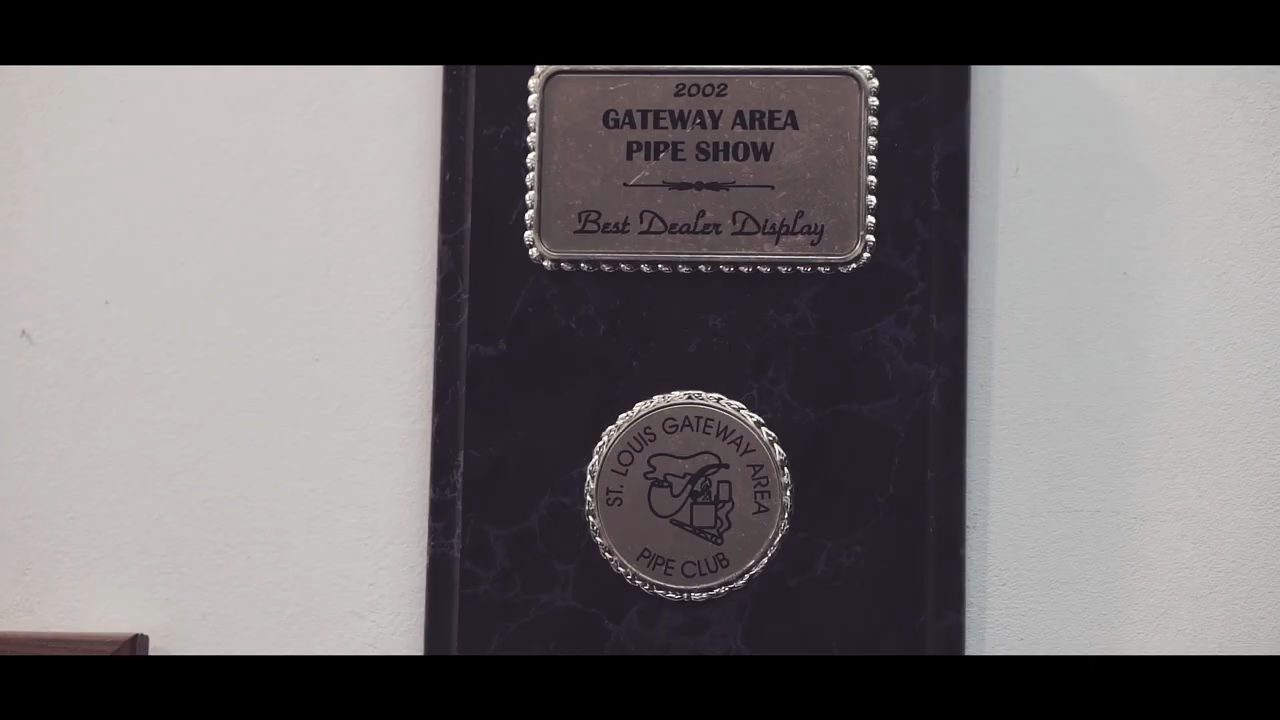 2002
GATEWAY AREA
PIPE SHOW
Best Dealer Display
ST. LOUIS GATEWAY AREA
PIPE CLUB